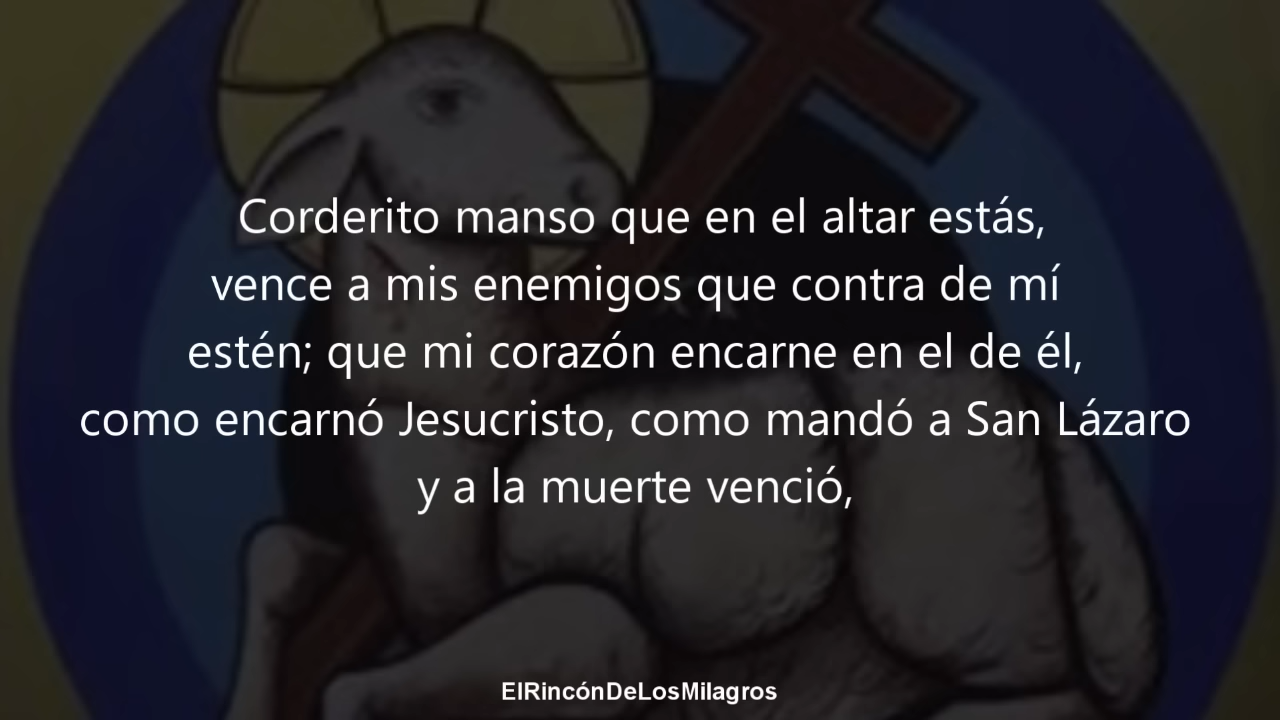 Corderito manso que en el altar estás,
vence a mis enemigos que contra de mí
estén; que mi corazón encarne en el de él,
como encarnó Jesucristo, como mandó a San Lázaro
y a la muerte venció,
ElRincónDeLosMilagros